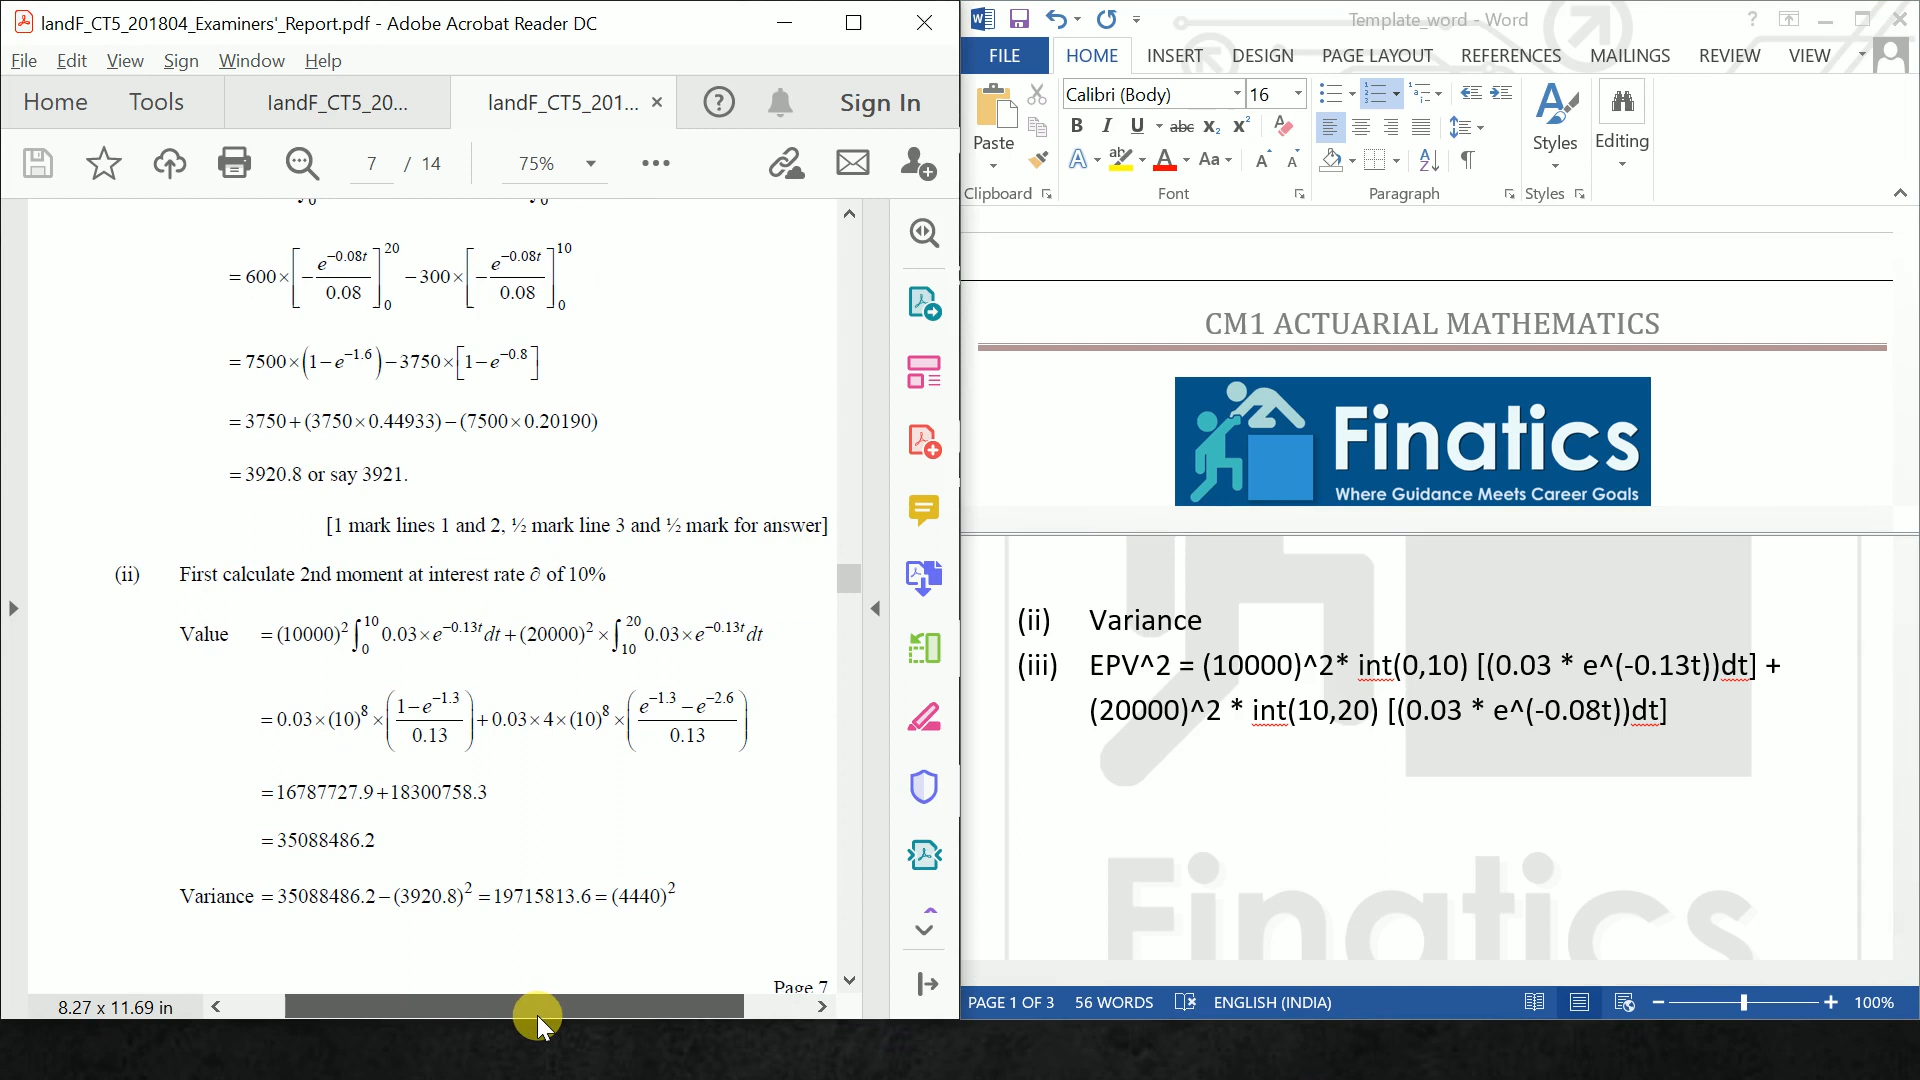 landF_CT5_201804_Examiners'_Report.pdf - Adobe Acrobat Reader DC
File Edit View Sign Window Help
Home Tools landF_CT5_20... landF_CT5_201... × Sign In
7 / 14 75%
=600×[−e^{−0.08t}/0.08]_0^{20} −300×[−e^{−0.08t}/0.08]_0^{10}
=7500×(1−e^{−1.6})−3750×[1−e^{−0.8}]
=3750+(3750×0.44933)−(7500×0.20190)
=3920.8 or say 3921.
[1 mark lines 1 and 2, ½ mark line 3 and ½ mark for answer]
(ii) First calculate 2nd moment at interest rate ∂ of 10%
Value =(10000)^2 ∫_0^{10} 0.03×e^{−0.13t}dt+(20000)^2×∫_{10}^{20} 0.03×e^{−0.13t}dt
=0.03×(10)^8×((1−e^{−1.3})/0.13)+0.03×4×(10)^8×((e^{−1.3}−e^{−2.6})/0.13)
=16787727.9+18300758.3
=35088486.2
Variance =35088486.2−(3920.8)^2=19715813.6=(4440)^2
Page 7
8.27 x 11.69 in
Template_word - Word
FILE HOME INSERT DESIGN PAGE LAYOUT REFERENCES MAILINGS REVIEW VIEW
Calibri (Body) 16
Paste
B I U abc X₂ X² Styles Editing
A A Aa A A
Clipboard Font Paragraph Styles
CM1 ACTUARIAL MATHEMATICS
Finatics
Where Guidance Meets Career Goals
(ii) Variance
(iii) EPV^2 = (10000)^2* int(0,10) [(0.03 * e^(-0.13t))dt] +
(20000)^2 * int(10,20) [(0.03 * e^(-0.08t))dt]
Finatics
PAGE 1 OF 3 56 WORDS ENGLISH (INDIA) 100%